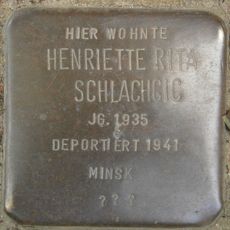 HIER WOHNTE
HENRIETTE RITA
SCHLACHCIC
JG. 1935
DEPORTIERT 1941
MINSK
? ? ?